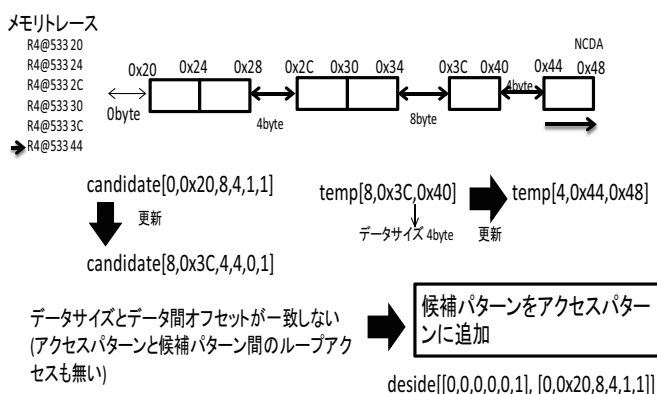 メモリトレース
R4@533 20
R4@533 24
R4@533 2C
R4@533 30
R4@533 3C
R4@533 44
NCDA
0x20 0x24 0x28 0x2C 0x30 0x34 0x3C 0x40 0x44 0x48
0byte 4byte 8byte 4byte
candidate[0,0x20,8,4,1,1]
更新
candidate[8,0x3C,4,4,0,1]
temp[8,0x3C,0x40]
データサイズ 4byte
更新
temp[4,0x44,0x48]
データサイズとデータ間オフセットが一致しない
(アクセスパターンと候補パターン間のループアク
セスも無い)
候補パターンをアクセスパター
ンに追加
deside[[0,0,0,0,0,1], [0,0x20,8,4,1,1]]